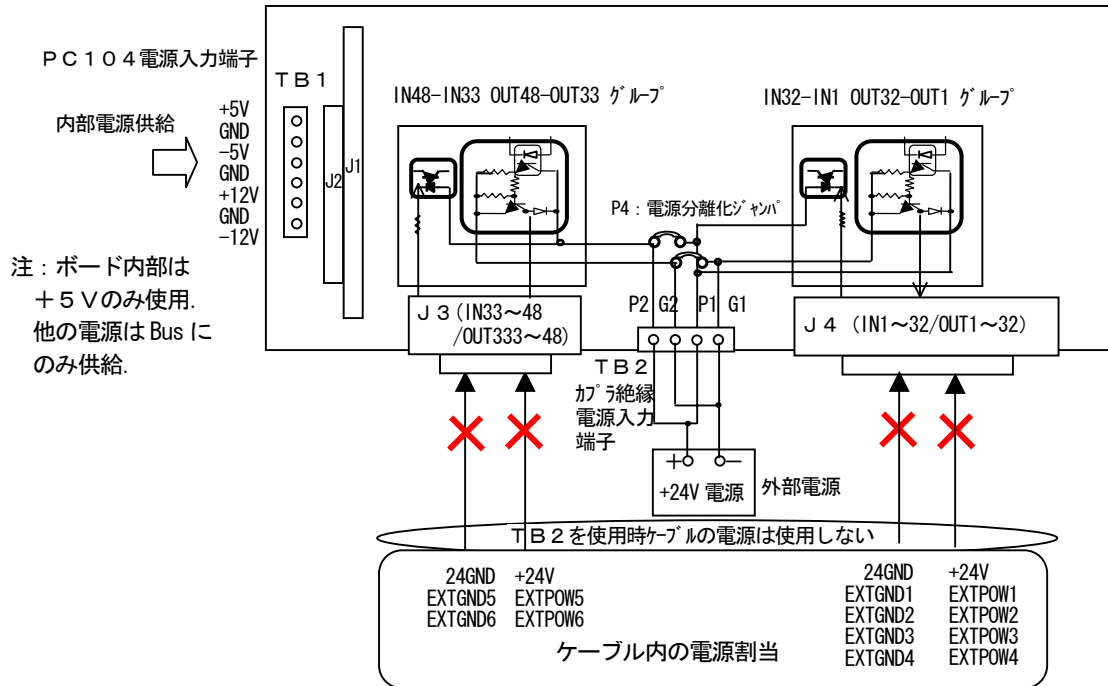 ＰＣ１０４電源入力端子
ＴＢ１
内部電源供給
+5V
GND
-5V
GND
+12V
GND
-12V
J2
J1
注：ボード内部は
＋５Ｖのみ使用.
他の電源は Bus に
のみ供給.
IN48-IN33 OUT48-OUT33 ｸﾞﾙｰﾌﾟ
IN32-IN1 OUT32-OUT1 ｸﾞﾙｰﾌﾟ
P4：電源分離化ｼﾞｬﾝﾊﾟ
P2 G2 P1 G1
Ｊ３(IN33～48
/OUT333～48)
Ｊ４ (IN1～32/OUT1～32)
ＴＢ２
ｶﾌﾟﾗ絶縁
電源入力
端子
＋ －
+24V 電源
外部電源
ＴＢ２を使用時ｹｰﾌﾞﾙの電源は使用しない
24GND +24V
EXTGND5 EXTPOW5
EXTGND6 EXTPOW6
24GND +24V
EXTGND1 EXTPOW1
EXTGND2 EXTPOW2
EXTGND3 EXTPOW3
EXTGND4 EXTPOW4
ケーブル内の電源割当